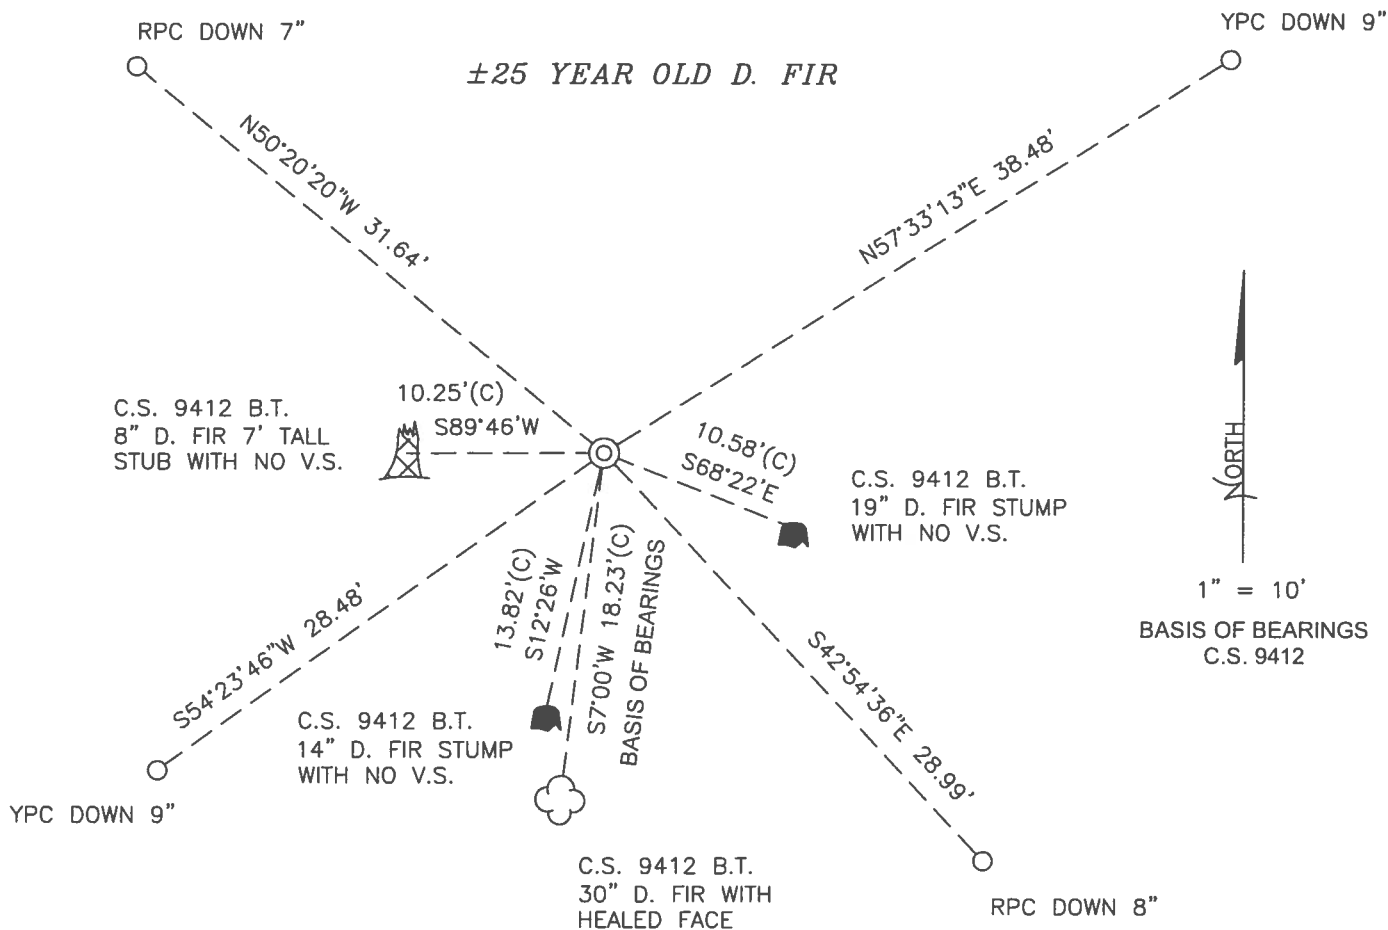 RPC DOWN 7"
YPC DOWN 9"
±25 YEAR OLD D. FIR
N50°20'20"W 31.64'
N57°33'13"E 38.48'
10.25'(C)
S89°46'W
C.S. 9412 B.T.
8" D. FIR 7' TALL
STUB WITH NO V.S.
10.58'(C)
S68°22'E
C.S. 9412 B.T.
19" D. FIR STUMP
WITH NO V.S.
NORTH
1" = 10'
BASIS OF BEARINGS
C.S. 9412
13.82'(C)
S12°26'W
S7°00'W 18.23'(C)
BASIS OF BEARINGS
S54°23'46"W 28.48'
S42°54'36"E 28.99'
C.S. 9412 B.T.
14" D. FIR STUMP
WITH NO V.S.
YPC DOWN 9"
C.S. 9412 B.T.
30" D. FIR WITH
HEALED FACE
RPC DOWN 8"